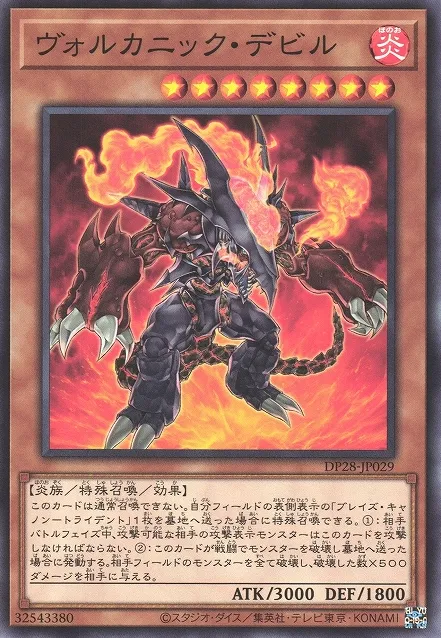 ヴォルカニック・デビル
炎
DP28-JP029
【炎族／特殊召喚／効果】
このカードは通常召喚できない。自分フィールドの表側表示の「ブレイズ・キャ
ノン－トライデント」１枚を墓地へ送った場合に特殊召喚できる。①：相手
バトルフェイズ中、攻撃可能な相手の攻撃表示モンスターはこのカードを攻撃
しなければならない。②：このカードが戦闘でモンスターを破壊し墓地へ送った
場合に発動する。相手フィールドのモンスターを全て破壊し、破壊した数×５００
ダメージを相手に与える。
ATK/3000 DEF/1800
32543380
©スタジオ・ダイス／集英社・テレビ東京・KONAMI